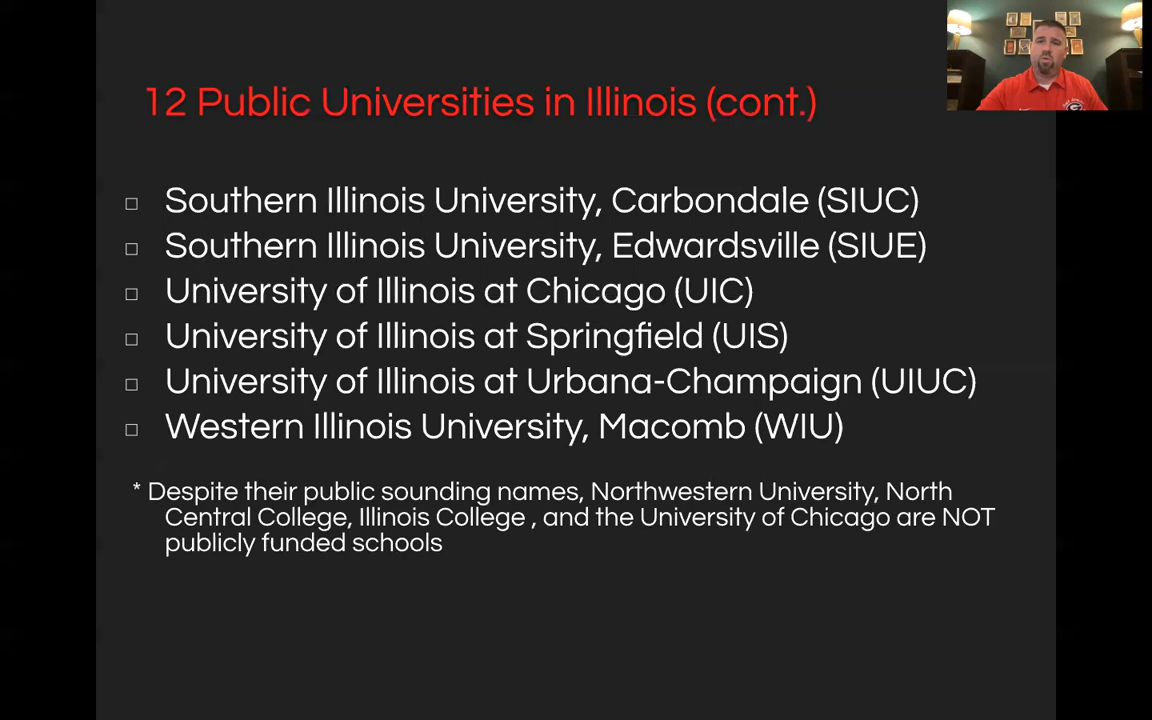 12 Public Universities in Illinois (cont.)
Southern Illinois University, Carbondale (SIUC)
Southern Illinois University, Edwardsville (SIUE)
University of Illinois at Chicago (UIC)
University of Illinois at Springfield (UIS)
University of Illinois at Urbana-Champaign (UIUC)
Western Illinois University, Macomb (WIU)
* Despite their public sounding names, Northwestern University, North
Central College, Illinois College , and the University of Chicago are NOT
publicly funded schools